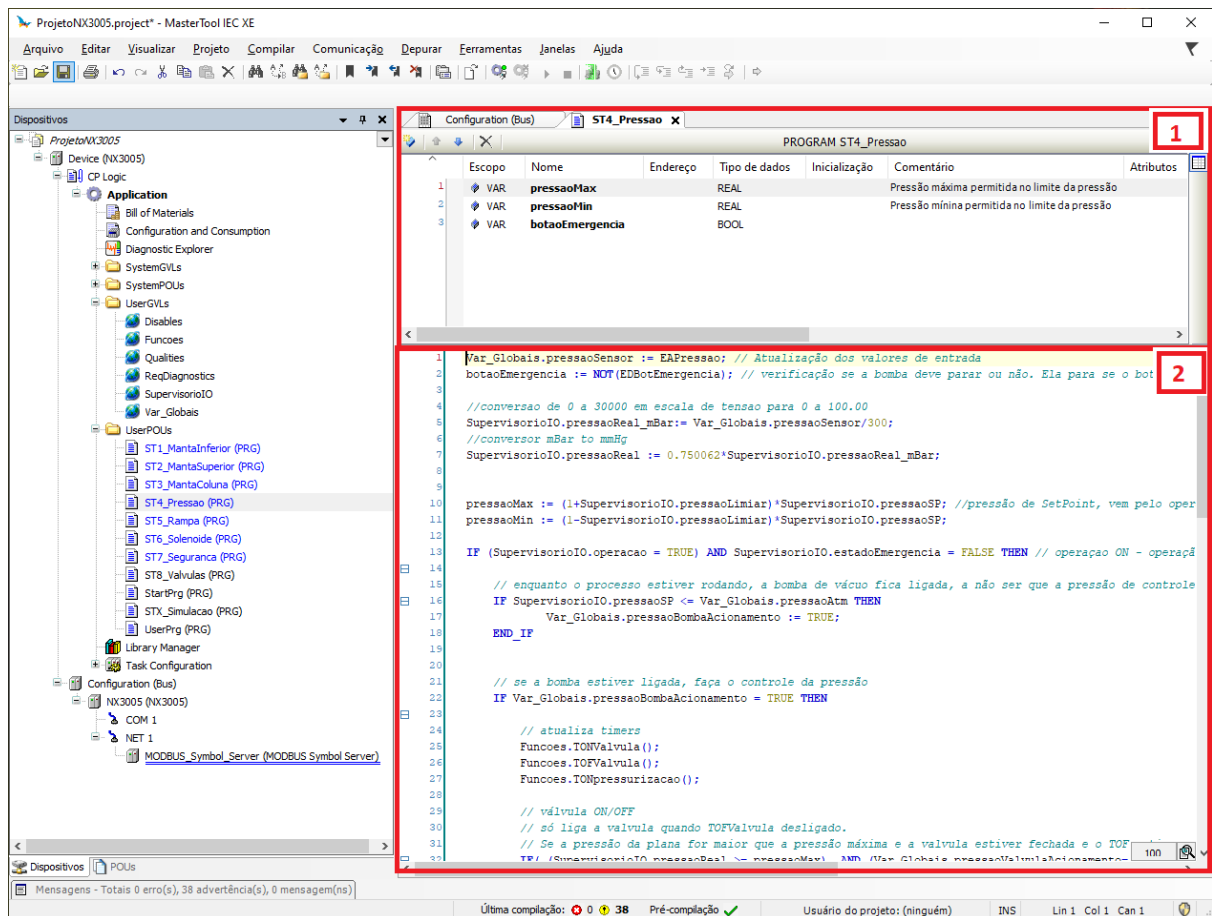 ProjetoNX3005.project* - MasterTool IEC XE
Arquivo Editar Visualizar Projeto Compilar Comunicação Depurar Ferramentas Janelas Ajuda
Dispositivos
ProjetoNX3005
Device (NX3005)
CP Logic
Application
Bill of Materials
Configuration and Consumption
Diagnostic Explorer
SystemGVLs
SystemPOUs
UserGVLs
Disables
Funcoes
Qualities
ReqDiagnostics
SupervisorioIO
Var_Globais
UserPOUs
ST1_MantaInferior (PRG)
ST2_MantaSuperior (PRG)
ST3_MantaColuna (PRG)
ST4_Pressao (PRG)
ST5_Rampa (PRG)
ST6_Solenoide (PRG)
ST7_Seguranca (PRG)
ST8_Valvulas (PRG)
StartPrg (PRG)
STX_Simulacao (PRG)
UserPrg (PRG)
Library Manager
Task Configuration
Configuration (Bus)
NX3005 (NX3005)
COM 1
NET 1
MODBUS_Symbol_Server (MODBUS Symbol Server)
Dispositivos POUs
Configuration (Bus) ST4_Pressao
1
PROGRAM ST4_Pressao
Escopo Nome Endereço Tipo de dados Inicialização Comentário Atributos
1 VAR pressaoMax REAL Pressão máxima permitida no limite da pressão
2 VAR pressaoMin REAL Pressão mínina permitida no limite da pressão
3 VAR botaoEmergencia BOOL
2
1 Var_Globais.pressaoSensor := EAPressao; // Atualização dos valores de entrada
2 botaoEmergencia := NOT(EDBotEmergencia); // verificação se a bomba deve parar ou não. Ela para se o bot
3
4 //conversao de 0 a 30000 em escala de tensao para 0 a 100.00
5 SupervisorioIO.pressaoReal_mBar:= Var_Globais.pressaoSensor/300;
6 //conversor mBar to mmHg
7 SupervisorioIO.pressaoReal := 0.750062*SupervisorioIO.pressaoReal_mBar;
8
9
10 pressaoMax := (1+SupervisorioIO.pressaoLimiar)*SupervisorioIO.pressaoSP; //pressão de SetPoint, vem pelo oper
11 pressaoMin := (1-SupervisorioIO.pressaoLimiar)*SupervisorioIO.pressaoSP;
12
13 IF (SupervisorioIO.operacao = TRUE) AND SupervisorioIO.estadoEmergencia = FALSE THEN // operaçao ON - operaçã
14
15 // enquanto o processo estiver rodando, a bomba de vácuo fica ligada, a não ser que a pressão de controle
16 IF SupervisorioIO.pressaoSP <= Var_Globais.pressaoAtm THEN
17 Var_Globais.pressaoBombaAcionamento := TRUE;
18 END_IF
19
20
21 // se a bomba estiver ligada, faça o controle da pressão
22 IF Var_Globais.pressaoBombaAcionamento = TRUE THEN
23
24 // atualiza timers
25 Funcoes.TONValvula();
26 Funcoes.TOFValvula();
27 Funcoes.TONpressurizacao();
28
29 // válvula ON/OFF
30 // só liga a valvula quando TOFValvula desligado.
31 // Se a pressão da plana for maior que a pressão máxima e a valvula estiver fechada e o TOF
32 IF( (SupervisorioIO.pressaoReal >= pressaoMax) AND (Var_Globais.pressaoValvulaAcionamento=
100
Mensagens - Totais 0 erro(s), 38 advertência(s), 0 mensagem(ns)
Última compilação: 0 38 Pré-compilação Usuário do projeto: (ninguém) INS Lin 1 Col 1 Can 1